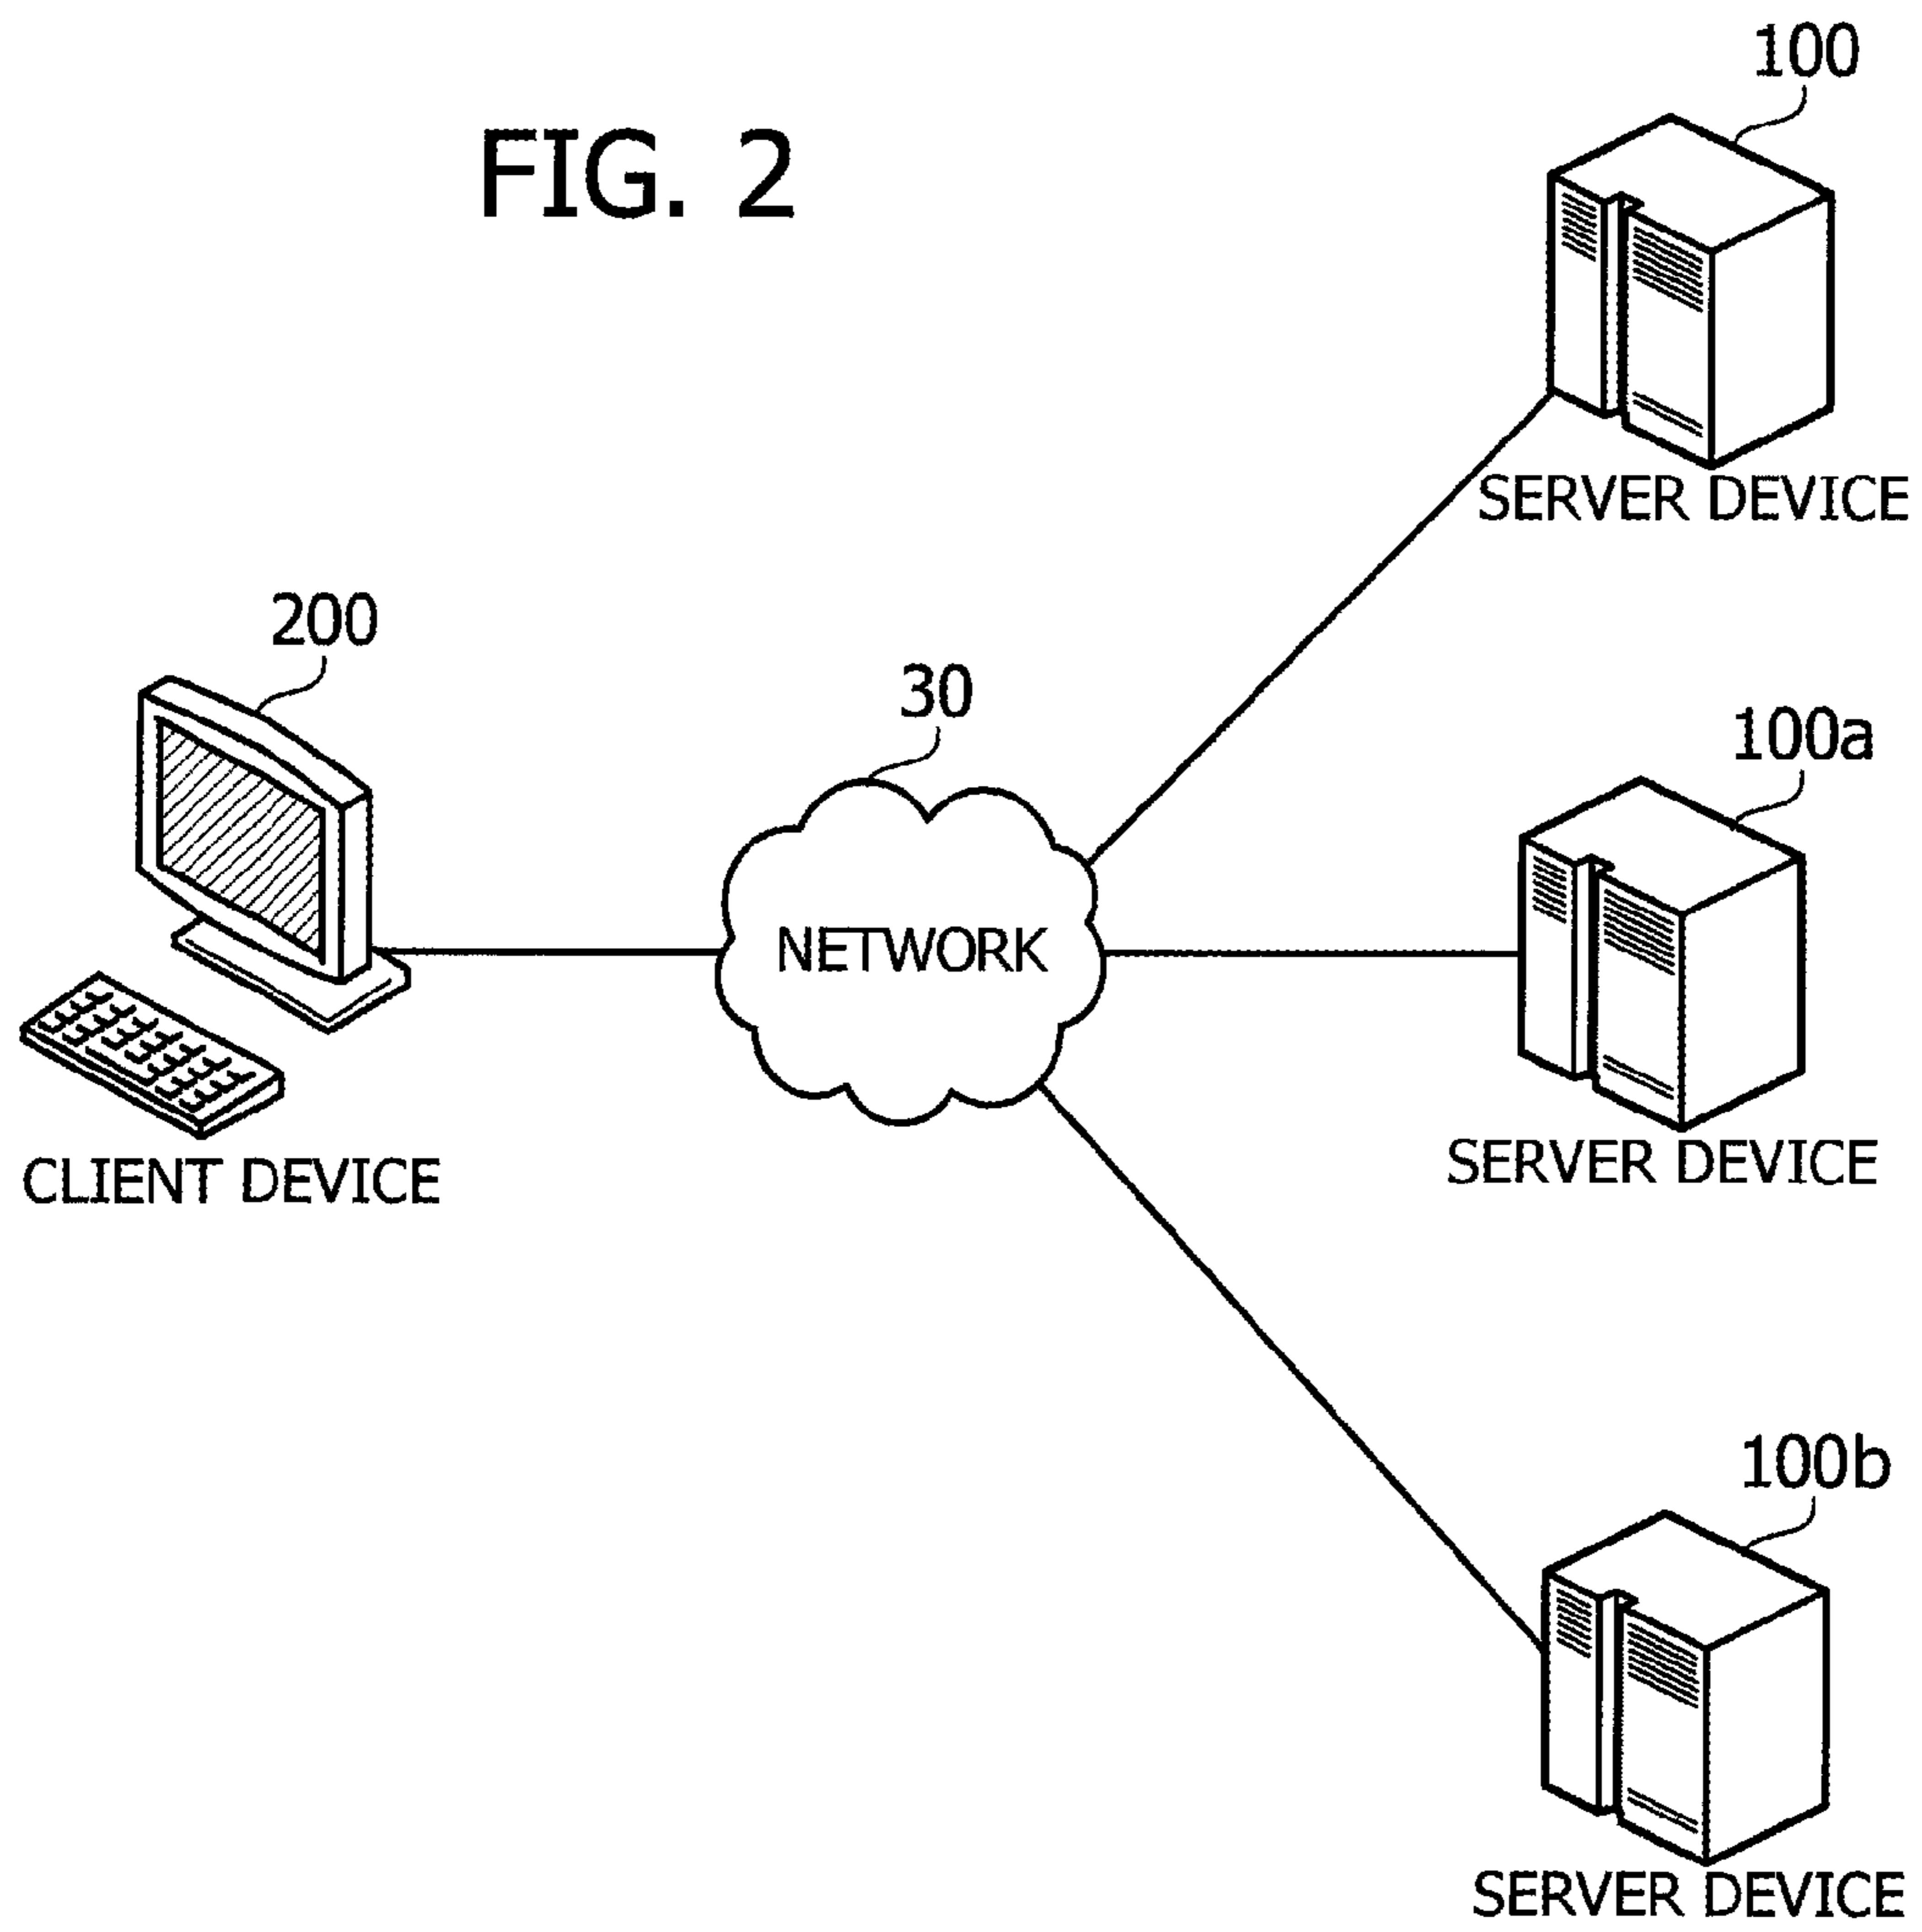 FIG. 2
100
SERVER DEVICE
200
30
100a
NETWORK
SERVER DEVICE
CLIENT DEVICE
100b
SERVER DEVICE